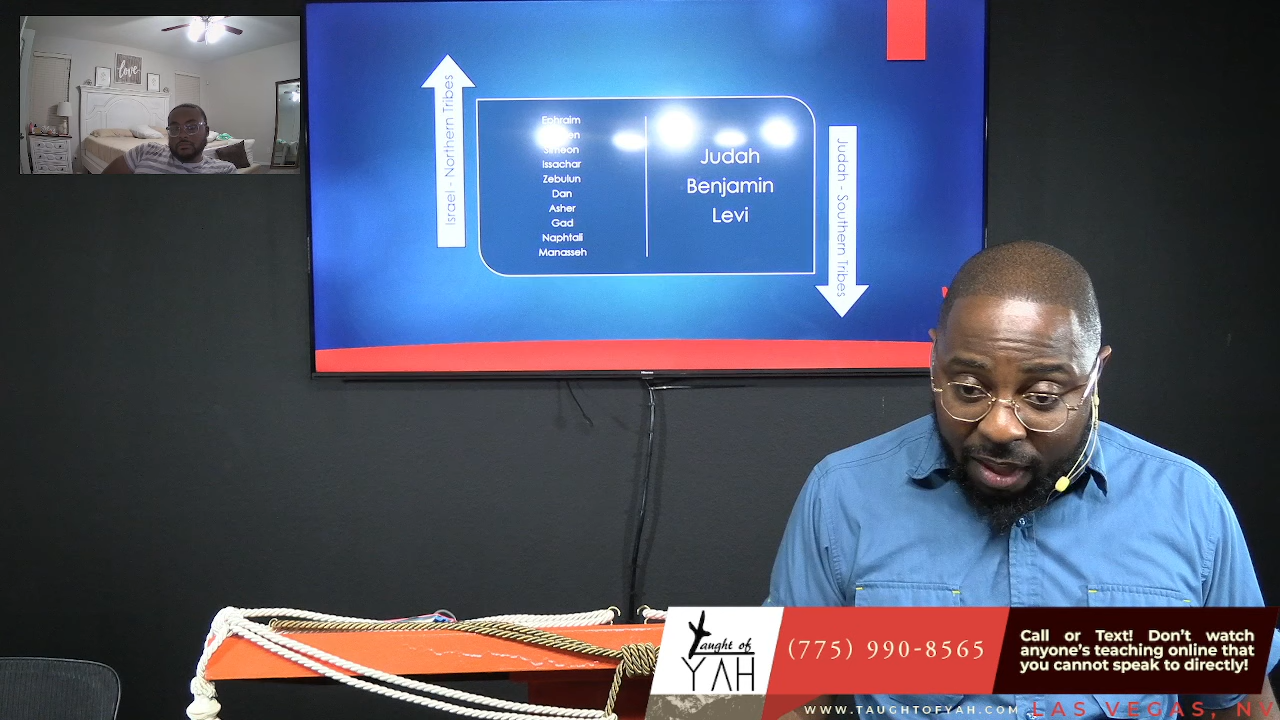 love
Israel - Northern Tribes
Ephraim
Simeon
Issachar
Zebulun
Dan
Asher
Gad
Naphtali
Manasseh
Judah
Benjamin
Levi
Judah - Southern Tribes
Hisense
Taught of
YAH
(775) 990-8565
Call or Text! Don't watch
anyone's teaching online that
you cannot speak to directly!
WWW.TAUGHTOFYAH.COM
LAS VEGAS, NV